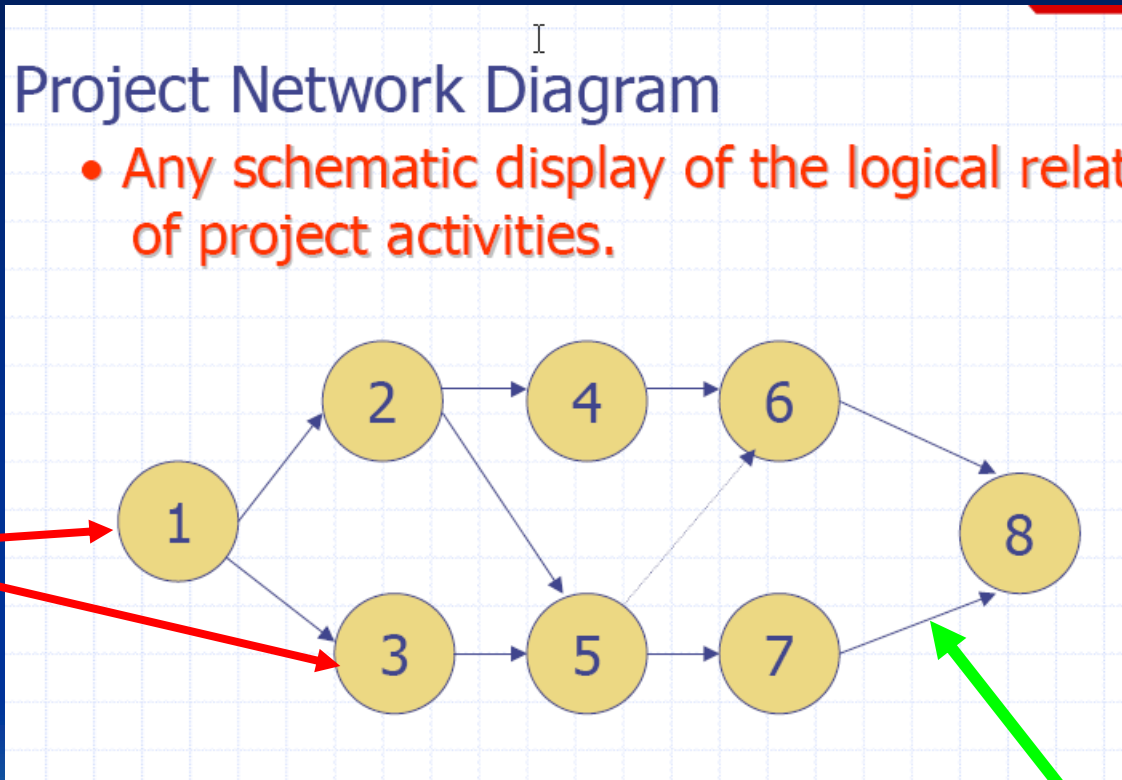 Project Network Diagram
• Any schematic display of the logical relat
of project activities.
2 4 6
1
8
3 5 7